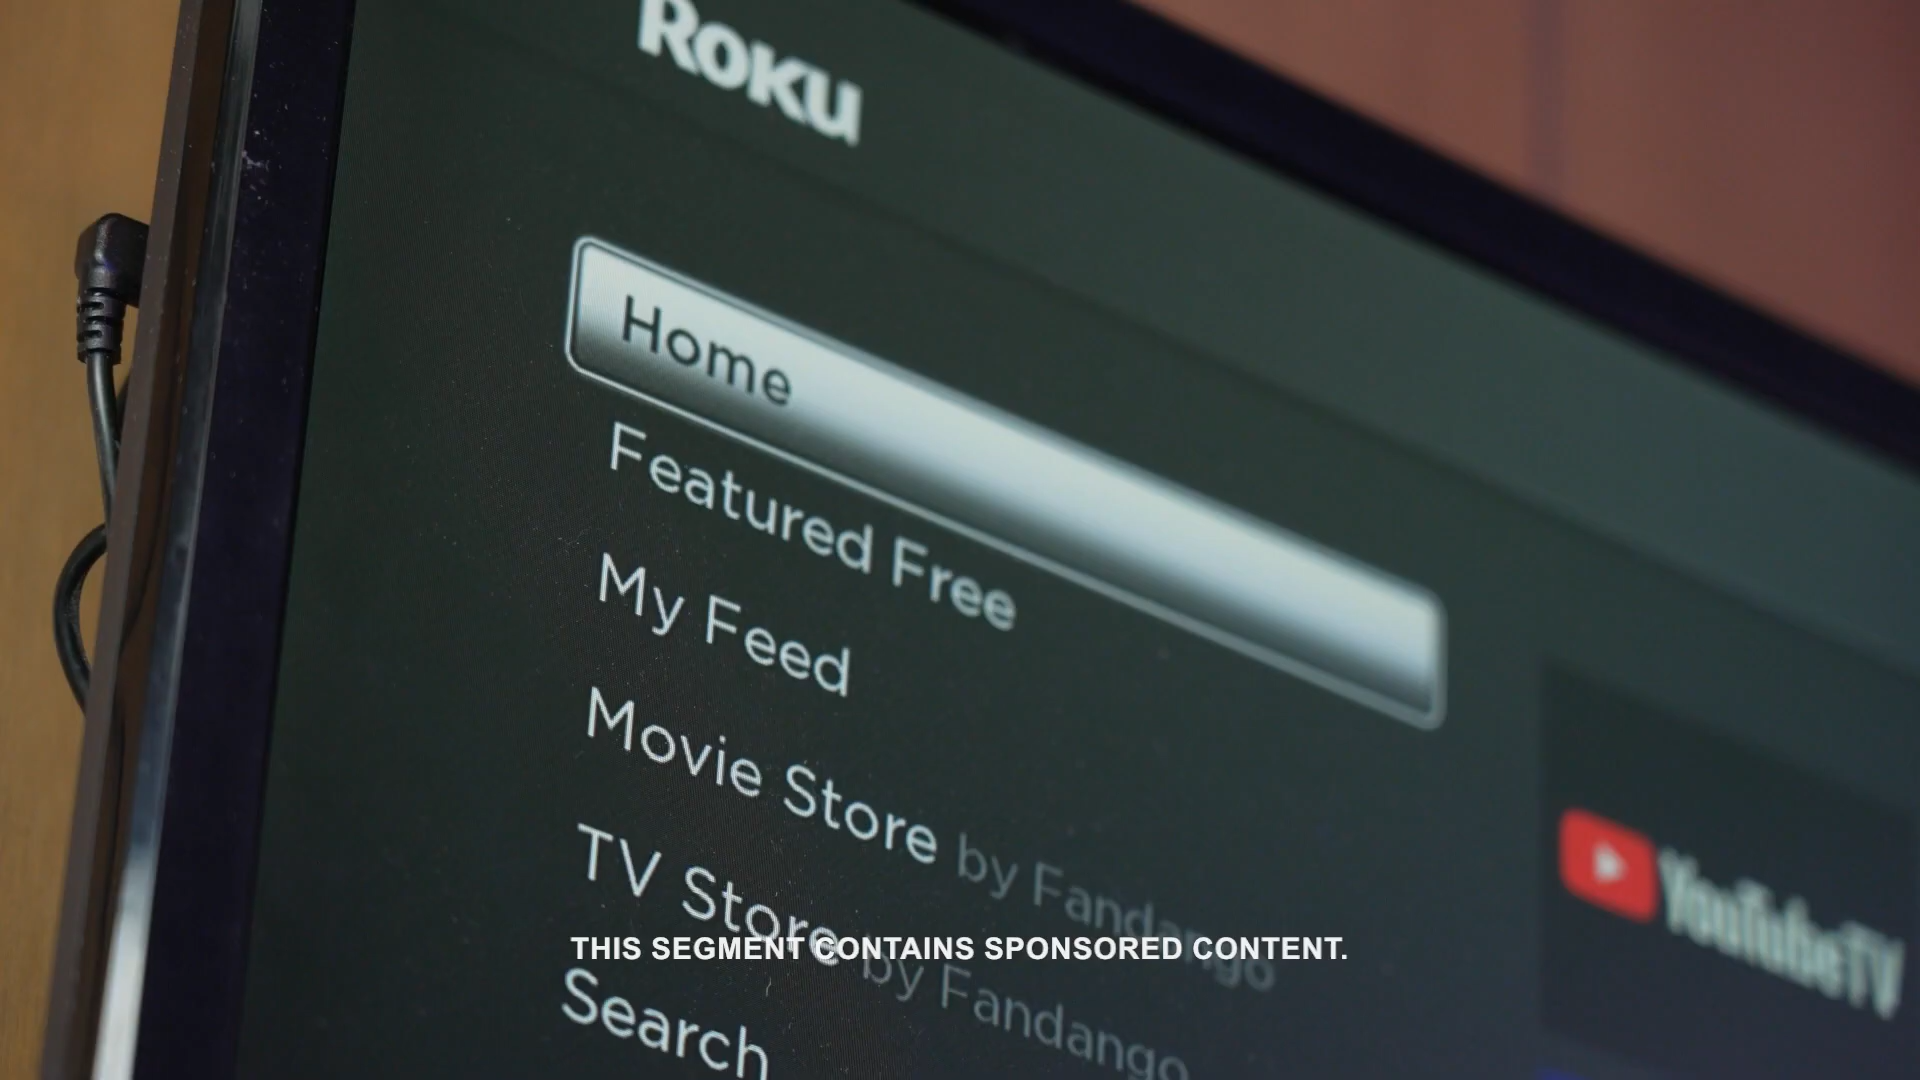 Roku
Home
Featured Free
My Feed
Movie Store by Fandango
TV Store by Fandango
Search
YouTubeTV
THIS SEGMENT CONTAINS SPONSORED CONTENT.